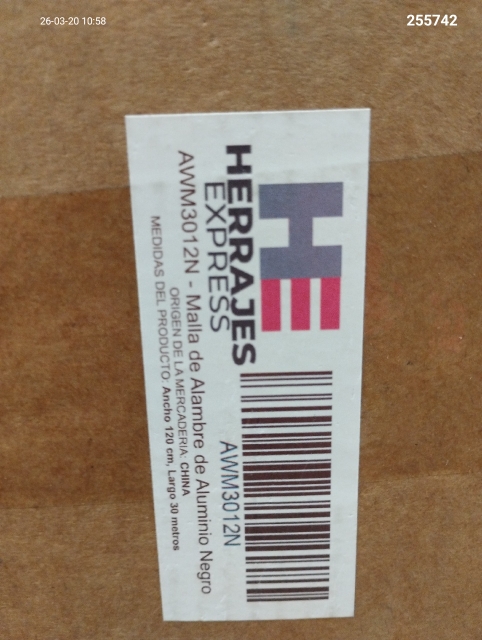 26-03-20 10:58
255742
HE
HERRAJES
EXPRESS
AWM3012N
AWM3012N - Malla de Alambre de Aluminio Negro
ORIGEN DE LA MERCADERIA: CHINA
MEDIDAS DEL PRODUCTO: Ancho 120 cm, Largo 30 metros